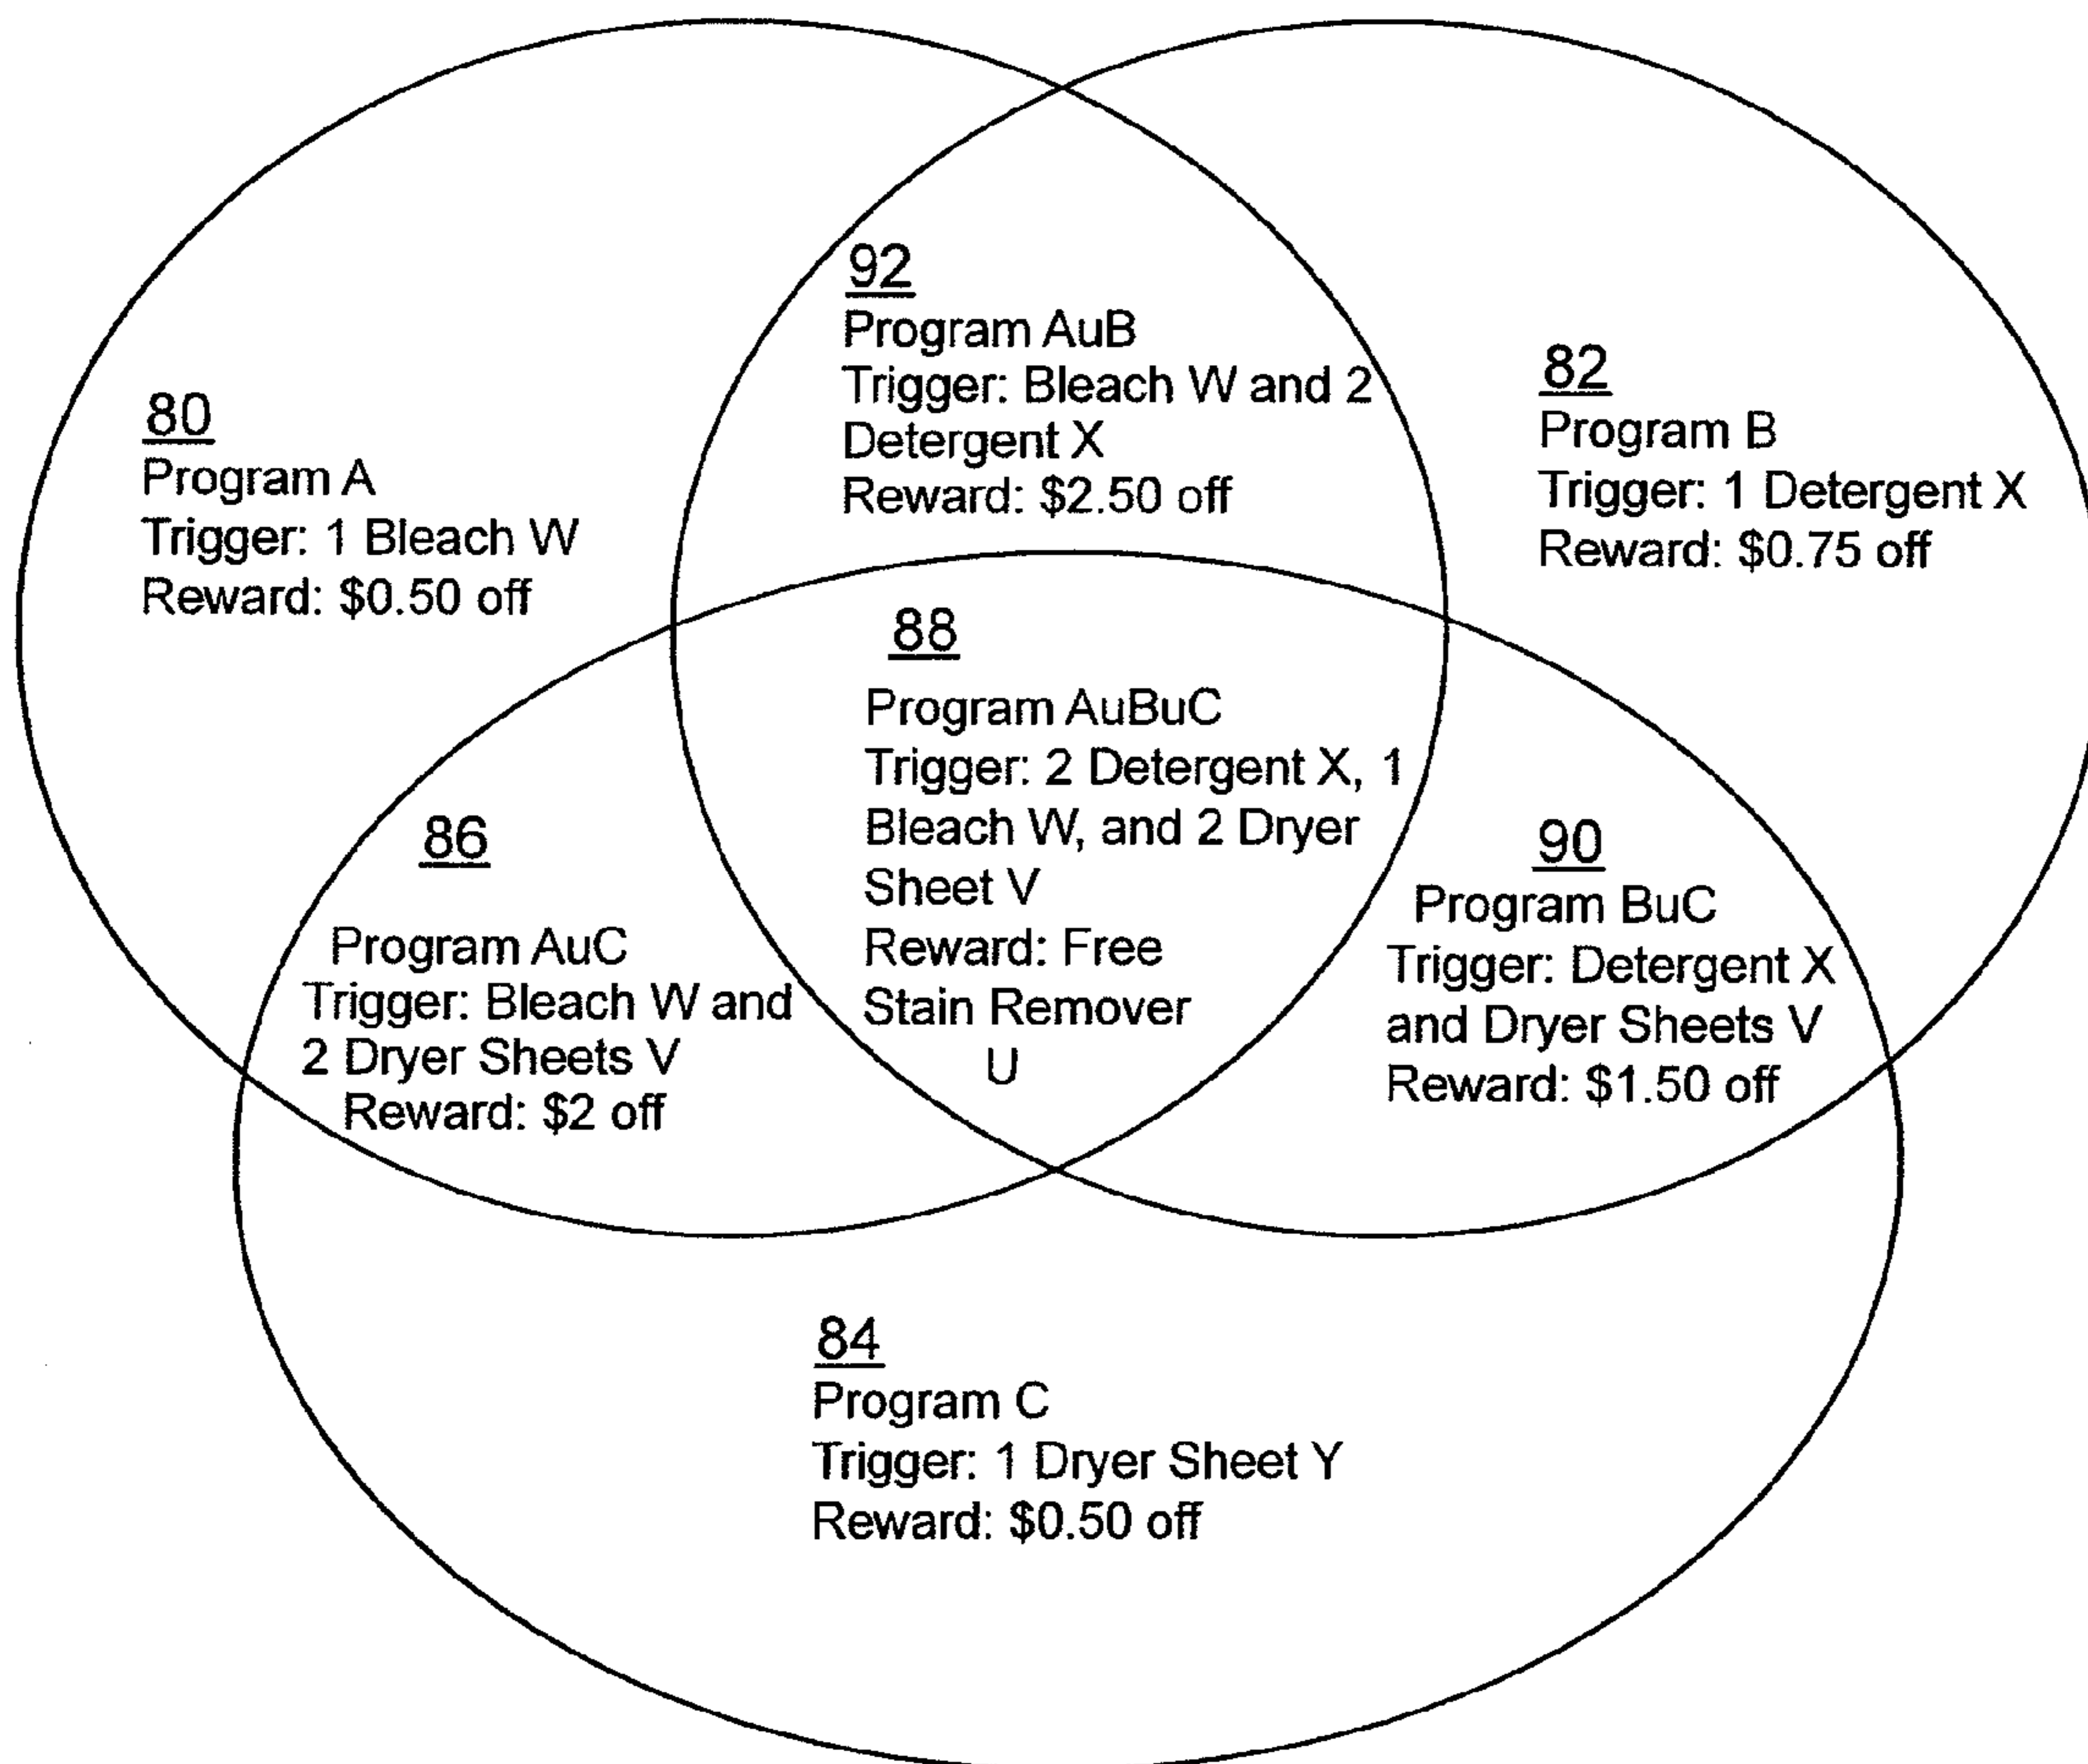 92
Program AuB
Trigger: Bleach W and 2
Detergent X
Reward: $2.50 off
82
Program B
Trigger: 1 Detergent X
Reward: $0.75 off
80
Program A
Trigger: 1 Bleach W
Reward: $0.50 off
88
Program AuBuC
Trigger: 2 Detergent X, 1
Bleach W, and 2 Dryer
Sheet V
Reward: Free
Stain Remover
U
86
Program AuC
Trigger: Bleach W and
2 Dryer Sheets V
Reward: $2 off
90
Program BuC
Trigger: Detergent X
and Dryer Sheets V
Reward: $1.50 off
84
Program C
Trigger: 1 Dryer Sheet Y
Reward: $0.50 off